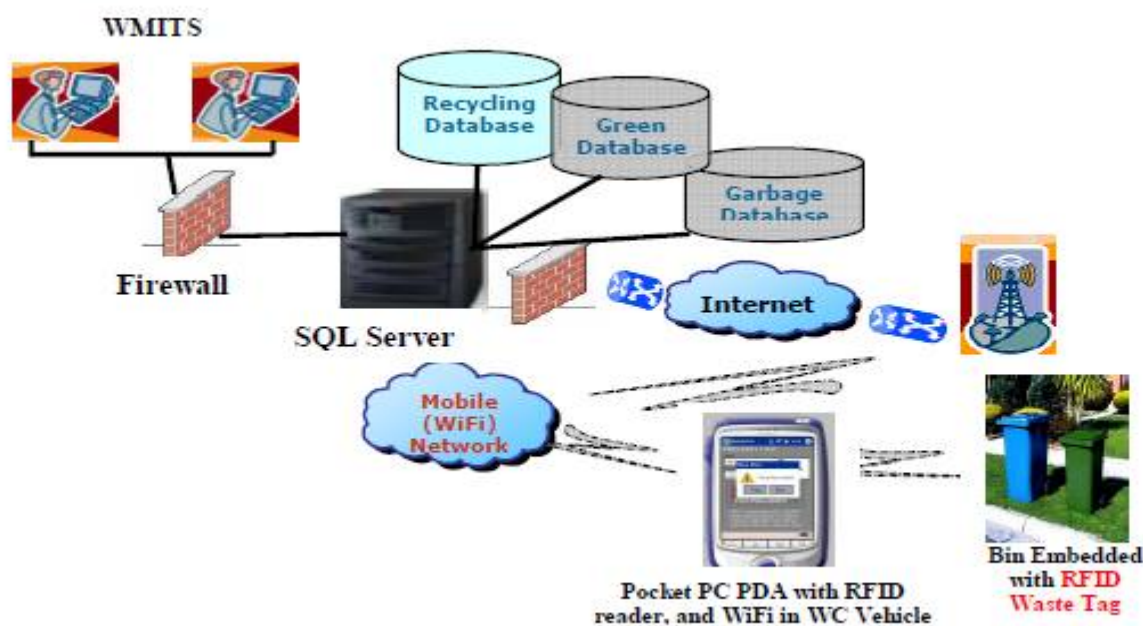 WMITS
Recycling
Database
Green
Database
Garbage
Database
Firewall
SQL Server
Internet
Mobile
(WiFi)
Network
Pocket PC PDA with RFID
reader, and WiFi in WC Vehicle
Bin Embedded
with RFID
Waste Tag